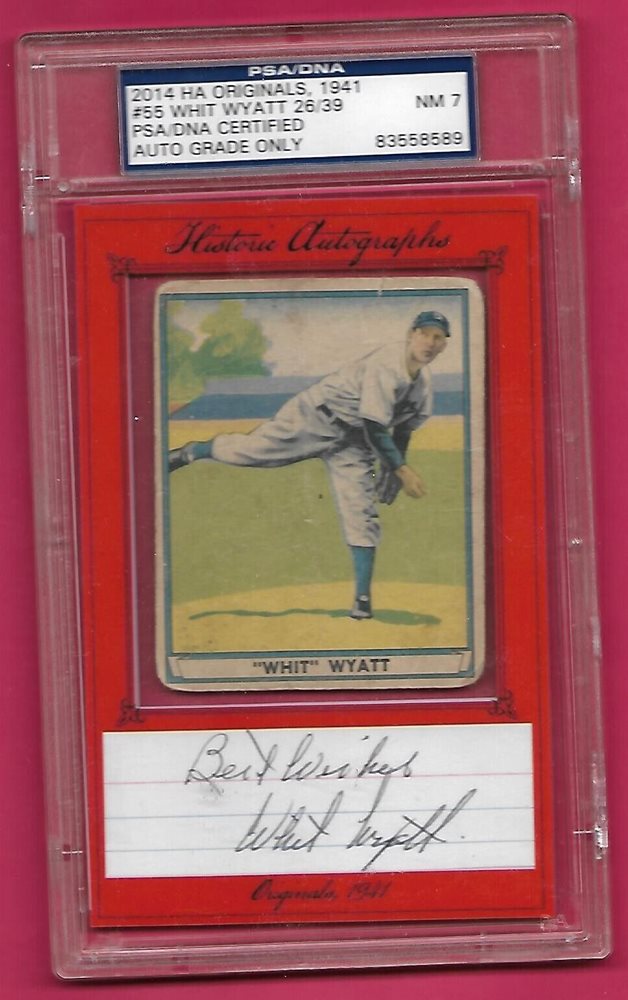 PSA/DNA
2014 HA ORIGINALS, 1941
#55 WHIT WYATT 26/39 NM 7
PSA/DNA CERTIFIED
AUTO GRADE ONLY 83558589
Historic Autographs
"WHIT" WYATT
Best Wishes
Whit Wyatt.
Originals, 1941